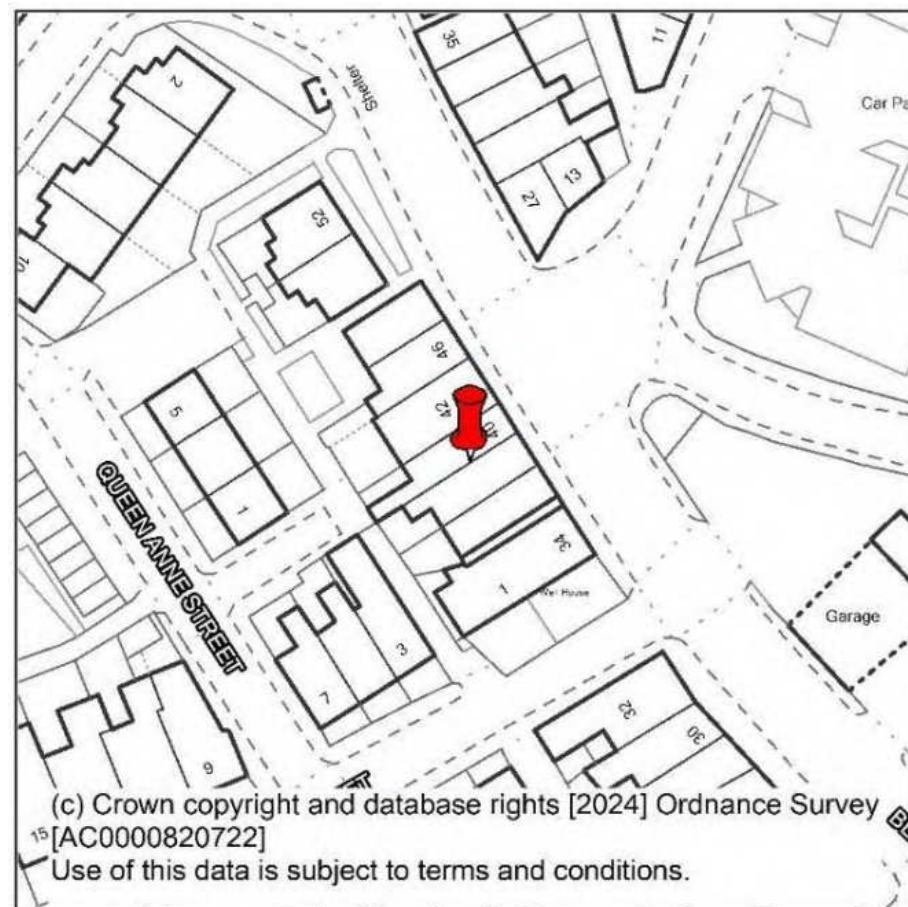 35
11
2
Shelter
Car Pa
13
27
52
10
46
42
40
5
1
QUEEN ANNE STREET
34
1
Garage
3
7
32
30
9
(c) Crown copyright and database rights [2024] Ordnance Survey
15 [AC0000820722]
Use of this data is subject to terms and conditions.